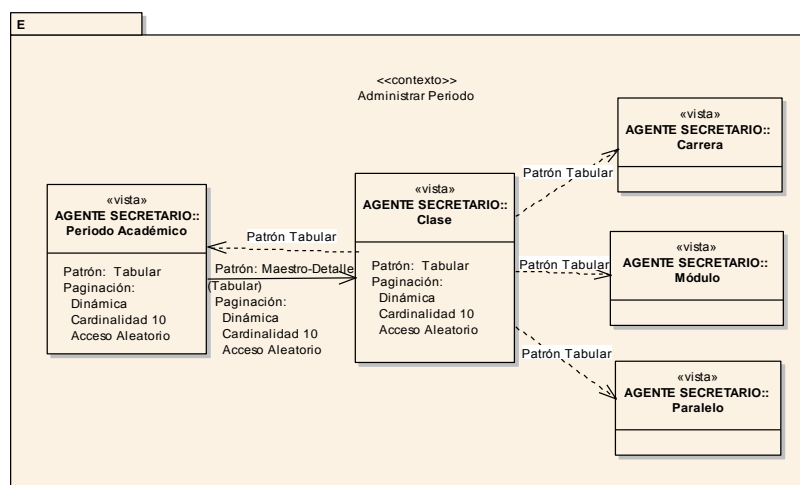 E
<<contexto>>
Administrar Periodo
«vista»
AGENTE SECRETARIO::
Carrera
Patrón Tabular
«vista»
AGENTE SECRETARIO::
Periodo Académico
Patrón: Tabular
Paginación:
Dinámica
Cardinalidad 10
Acceso Aleatorio
Patrón Tabular
Patrón: Maestro-Detalle
(Tabular)
Paginación:
Dinámica
Cardinalidad 10
Acceso Aleatorio
«vista»
AGENTE SECRETARIO::
Clase
Patrón: Tabular
Paginación:
Dinámica
Cardinalidad 10
Acceso Aleatorio
Patrón Tabular
«vista»
AGENTE SECRETARIO::
Módulo
Patrón Tabular
«vista»
AGENTE SECRETARIO::
Paralelo